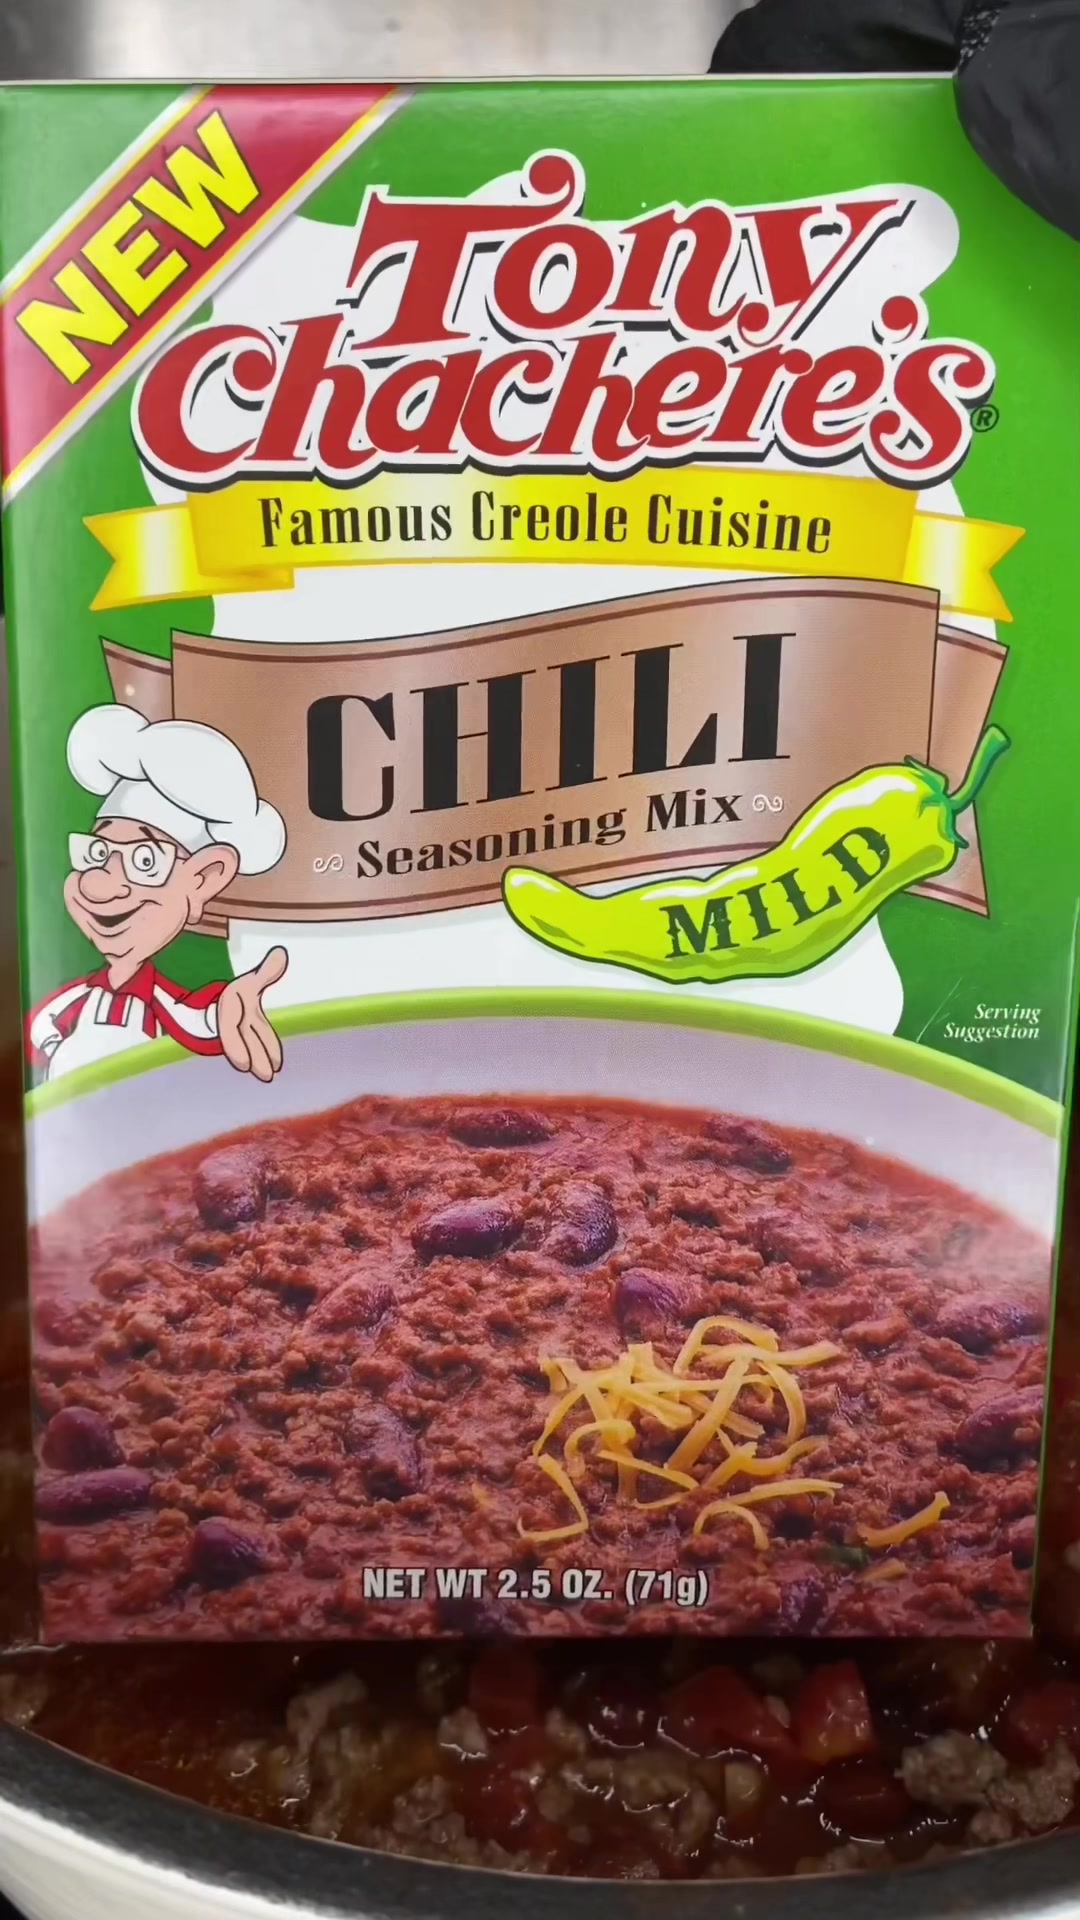 NEW
Tony
Chachere's®
Famous Creole Cuisine
CHILI
Seasoning Mix
MILD
Serving
Suggestion
NET WT 2.5 OZ. (71g)